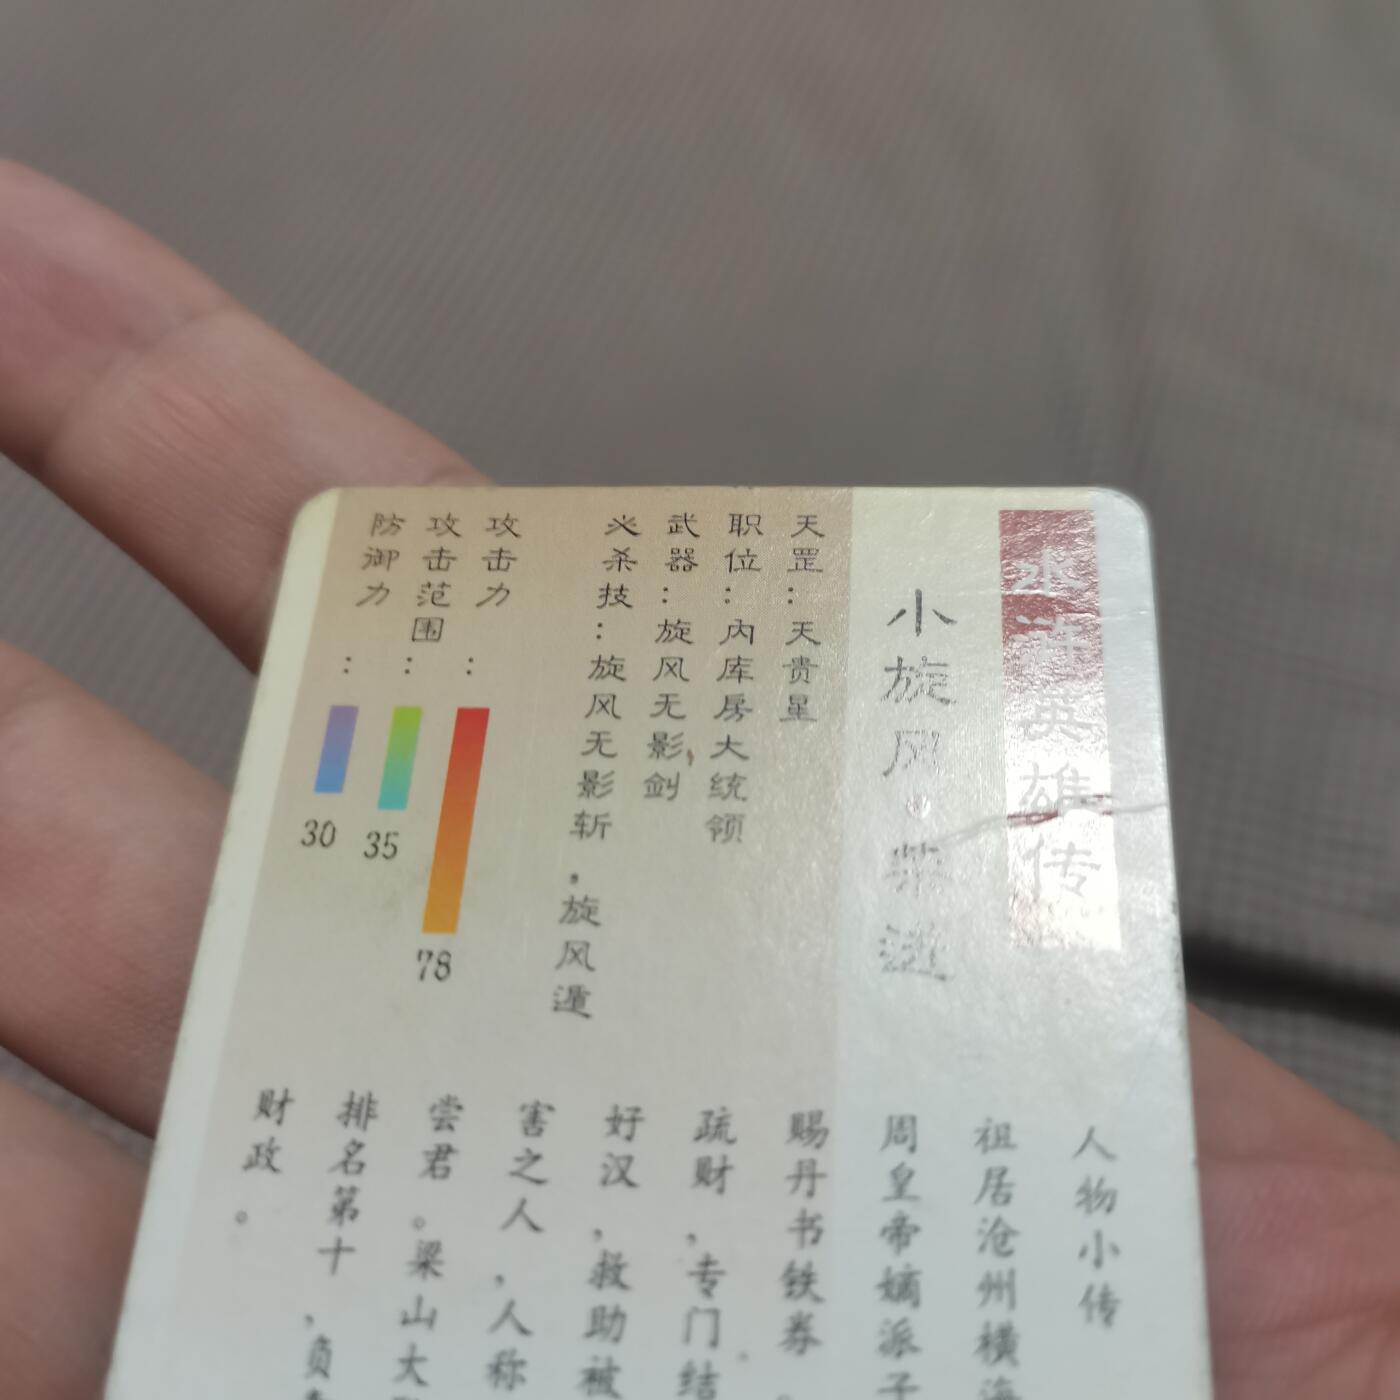 水浒英雄传
小旋风·柴进
天罡：天贵星
职位：内库房大统领
武器：旋风无影剑
必杀技：旋风无影斩，旋风遁
攻击力：78
攻击范围：35
防御力：30
人物小传
祖居沧州横海
周皇帝嫡派子
赐丹书铁券
疏财，专门结
好汉，救助被
害之人，人称
尝君。梁山大
排名第十，负
财政。